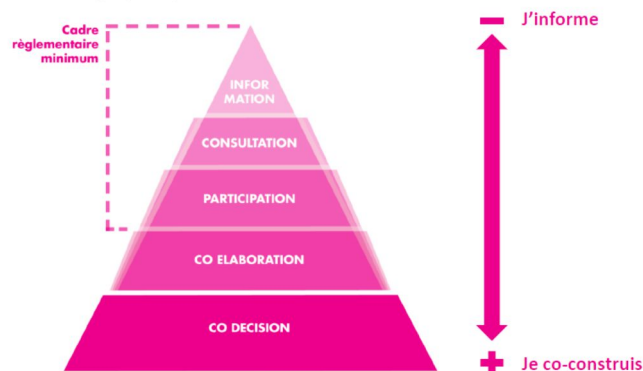 Cadre
règlementaire
minimum
J'informe
INFOR
MATION
CONSULTATION
PARTICIPATION
CO ELABORATION
CO DECISION
Je co-construis